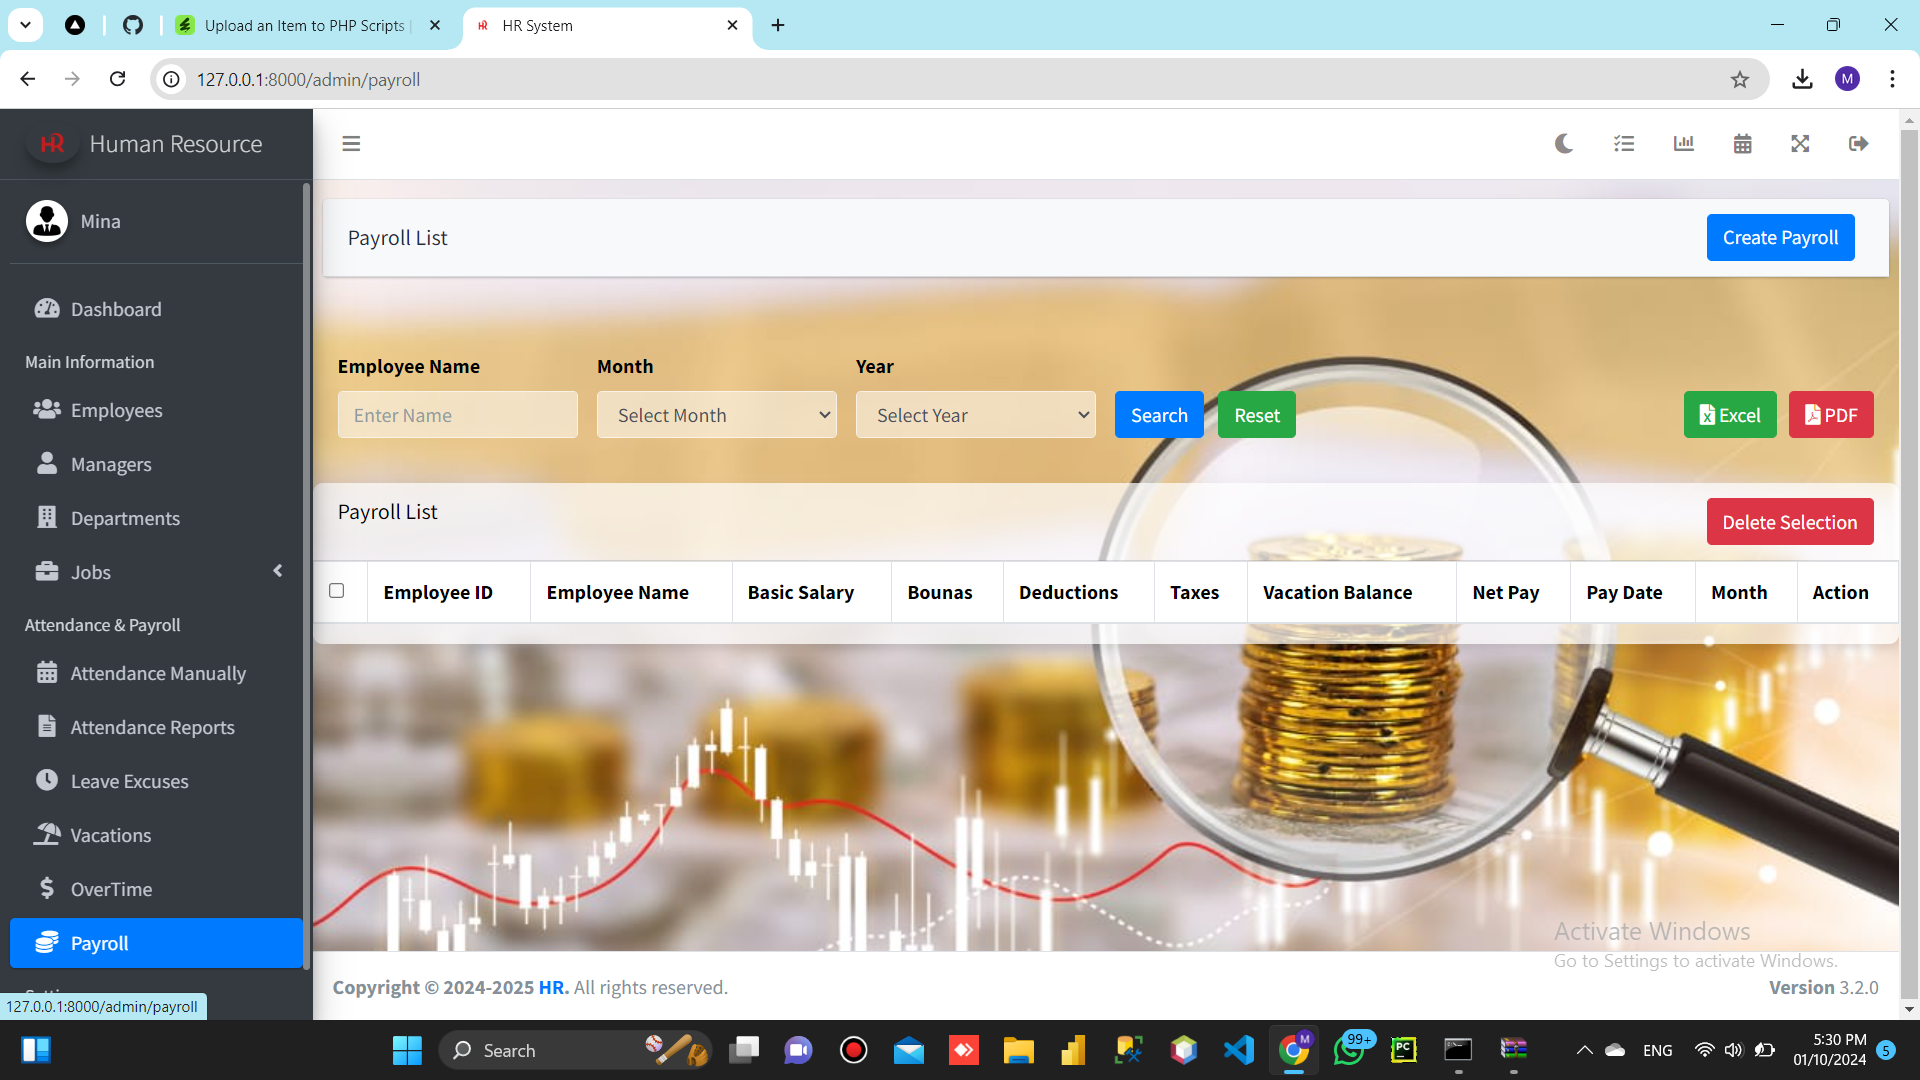 Upload an Item to PHP Scripts
HR System
127.0.0.1:8000/admin/payroll
M
HR Human Resource
Mina
Dashboard
Main Information
Employees
Managers
Departments
Jobs
Attendance & Payroll
Attendance Manually
Attendance Reports
Leave Excuses
Vacations
OverTime
Payroll
127.0.0.1:8000/admin/payroll
Payroll List
Create Payroll
Employee Name Month Year
Enter Name Select Month Select Year Search Reset Excel PDF
Payroll List
Delete Selection
Employee ID Employee Name Basic Salary Bounas Deductions Taxes Vacation Balance Net Pay Pay Date Month Action
Activate Windows
Go to Settings to activate Windows.
Copyright © 2024-2025 HR. All rights reserved.
Version 3.2.0
Search
M
99+
PC
ENG
5:30 PM
01/10/2024
5